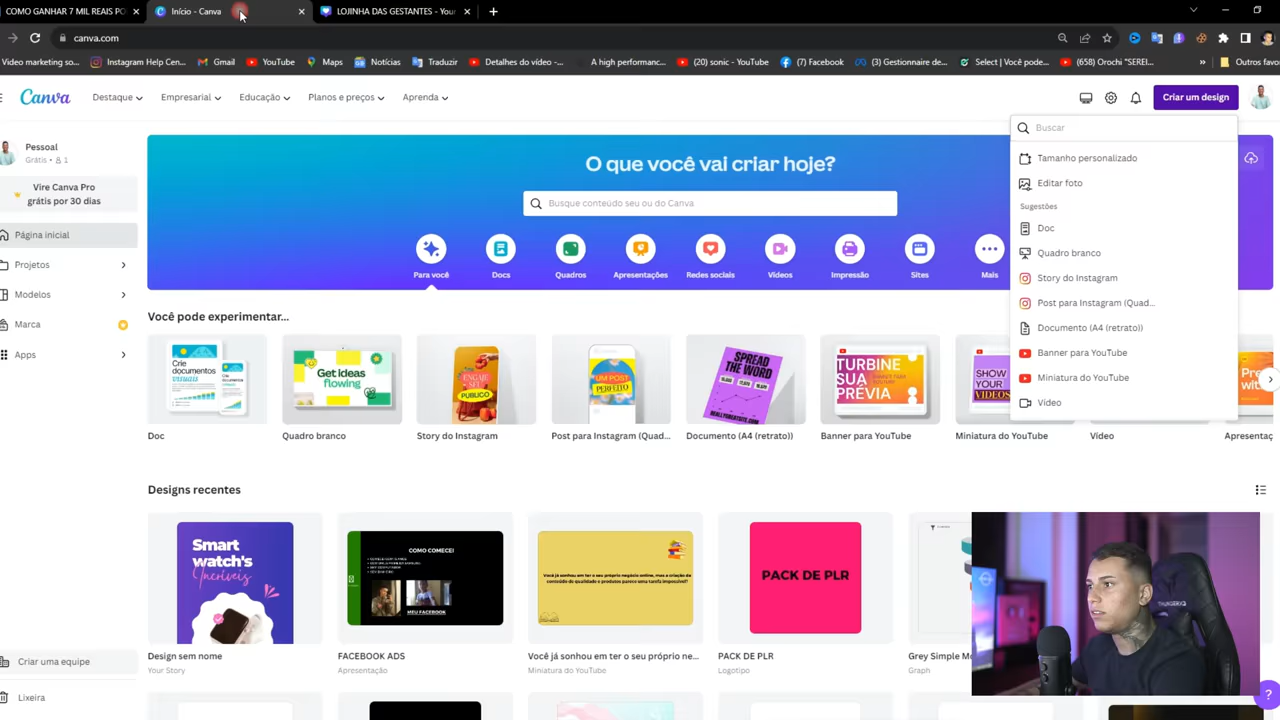 COMO GANHAR 7 MIL REAIS PO
Início - Canva
LOJINHA DAS GESTANTES - You
canva.com
Video marketing so...
Instagram Help Cen...
Gmail
YouTube
Maps
Notícias
Traduzir
Detalhes do vídeo -...
A high performanc...
(20) sonic - YouTube
(7) Facebook
(3) Gestionnaire de...
Select | Você pode...
(658) Orochi "SEREI...
Outros favo
Canva
Destaque
Empresarial
Educação
Planos e preços
Aprenda
Criar um design
Pessoal
Grátis • 1
Vire Canva Pro
grátis por 30 dias
Página inicial
Projetos
Modelos
Marca
Apps
Criar uma equipe
Lixeira
O que você vai criar hoje?
Busque conteúdo seu ou do Canva
Para você
Docs
Quadros
Apresentações
Redes sociais
Vídeos
Impressão
Sites
Mais
Buscar
Tamanho personalizado
Editar foto
Sugestões
Doc
Quadro branco
Story do Instagram
Post para Instagram (Quad...
Documento (A4 (retrato))
Banner para YouTube
Miniatura do YouTube
Vídeo
Você pode experimentar...
Crie
documentos
visuais
Get ideas
flowing
ENGAJE
SEU
PÚBLICO
UM POST
PERFEITO
SPREAD
THE
WORD
TURBINE
SUA
PRÉVIA
SHOW
YOUR
VIDEOS
Doc
Quadro branco
Story do Instagram
Post para Instagram (Quad...
Documento (A4 (retrato))
Banner para YouTube
Miniatura do YouTube
Vídeo
Apresentaç
Designs recentes
Smart
watch's
Incríveis
COMO COMECEI
MEU FACEBOOK
Você já sonhou em ter o seu próprio negócio online, mas a criação de
conteúdo de qualidade e produtos parece uma tarefa impossível?
PACK DE PLR
Design sem nome
Your Story
FACEBOOK ADS
Apresentação
Você já sonhou em ter o seu próprio ne...
Miniatura do YouTube
PACK DE PLR
Logotipo
Grey Simple Mo
Graph
?